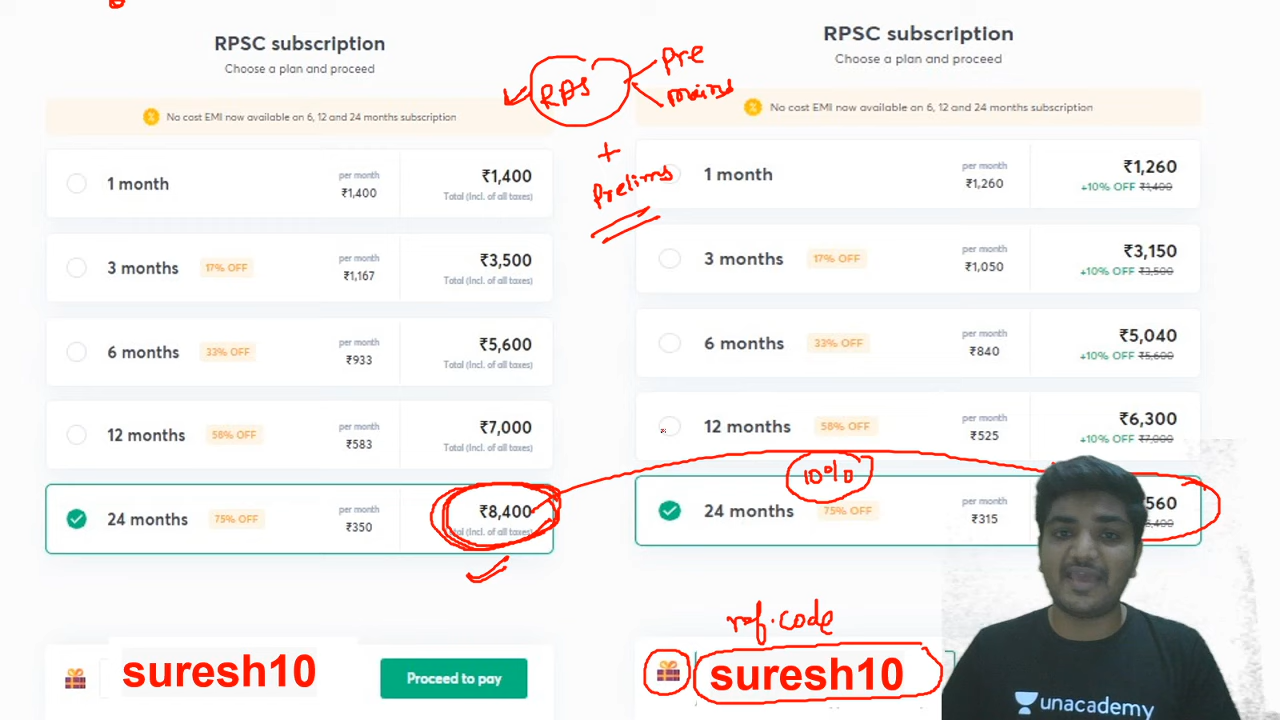 RPSC subscription
Choose a plan and proceed
No cost EMI now available on 6, 12 and 24 months subscription
1 month
per month
₹1,400
₹1,400
Total (Incl. of all taxes)
3 months
17% OFF
per month
₹1,167
₹3,500
Total (Incl. of all taxes)
6 months
33% OFF
per month
₹933
₹5,600
Total (Incl. of all taxes)
12 months
58% OFF
per month
₹583
₹7,000
Total (Incl. of all taxes)
24 months
75% OFF
per month
₹350
₹8,400
tal (Incl. of all taxes)
suresh10
Proceed to pay
Pre
mains
+
Prelims
RPSC subscription
Choose a plan and proceed
No cost EMI now available on 6, 12 and 24 months subscription
1 month
per month
₹1,260
₹1,260
+10% OFF ₹1,400
3 months
17% OFF
per month
₹1,050
₹3,150
+10% OFF ₹3,500
6 months
33% OFF
per month
₹840
₹5,040
+10% OFF ₹5,600
12 months
58% OFF
per month
₹525
₹6,300
+10% OFF ₹7,000
10%
24 months
75% OFF
per month
₹315
560
,400
ref. code
suresh10
unacademy